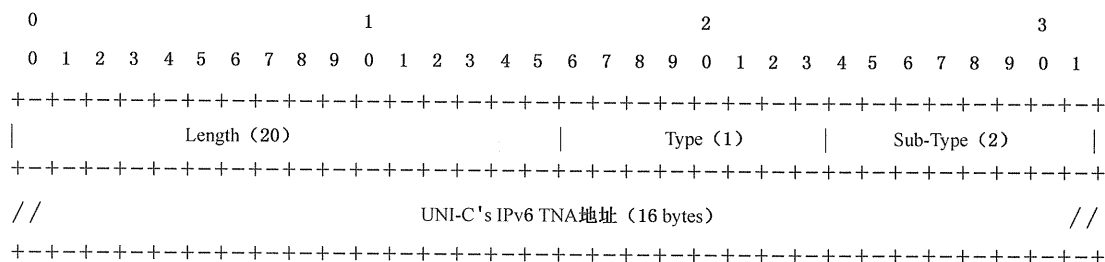 0 1 2 3
0 1 2 3 4 5 6 7 8 9 0 1 2 3 4 5 6 7 8 9 0 1 2 3 4 5 6 7 8 9 0 1
+-+-+-+-+-+-+-+-+-+-+-+-+-+-+-+-+-+-+-+-+-+-+-+-+-+-+-+-+-+-+-+-+
| Length（20） | Type（1） | Sub-Type（2） |
+-+-+-+-+-+-+-+-+-+-+-+-+-+-+-+-+-+-+-+-+-+-+-+-+-+-+-+-+-+-+-+-+
// UNI-C's IPv6 TNA地址（16 bytes） //
+-+-+-+-+-+-+-+-+-+-+-+-+-+-+-+-+-+-+-+-+-+-+-+-+-+-+-+-+-+-+-+-+